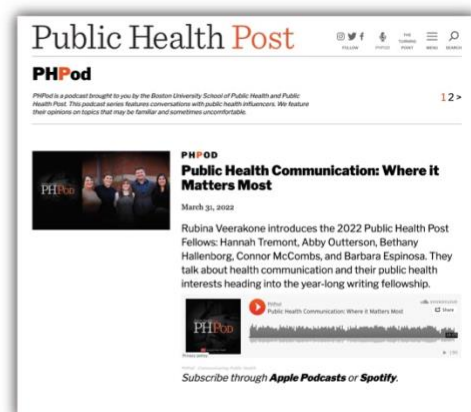 Public Health Post
FOLLOW
PHPOD
THE
TURNING
POINT
MENU
SEARCH
PHPod
PHPod is a podcast brought to you by the Boston University School of Public Health and Public
Health Post. This podcast series features conversations with public health influencers. We feature
their opinions on topics that may be familiar and sometimes uncomfortable.
1 2 >
PHPOD
PHPOD
Public Health Communication: Where it
Matters Most
March 31, 2022
Rubina Veerakone introduces the 2022 Public Health Post
Fellows: Hannah Tremont, Abby Outterson, Bethany
Hallenborg, Connor McCombs, and Barbara Espinosa. They
talk about health communication and their public health
interests heading into the year-long writing fellowship.
PHPOD
PHPod
Public Health Communication: Where it Matters Most
Share
Privacy policy
Subscribe through Apple Podcasts or Spotify.